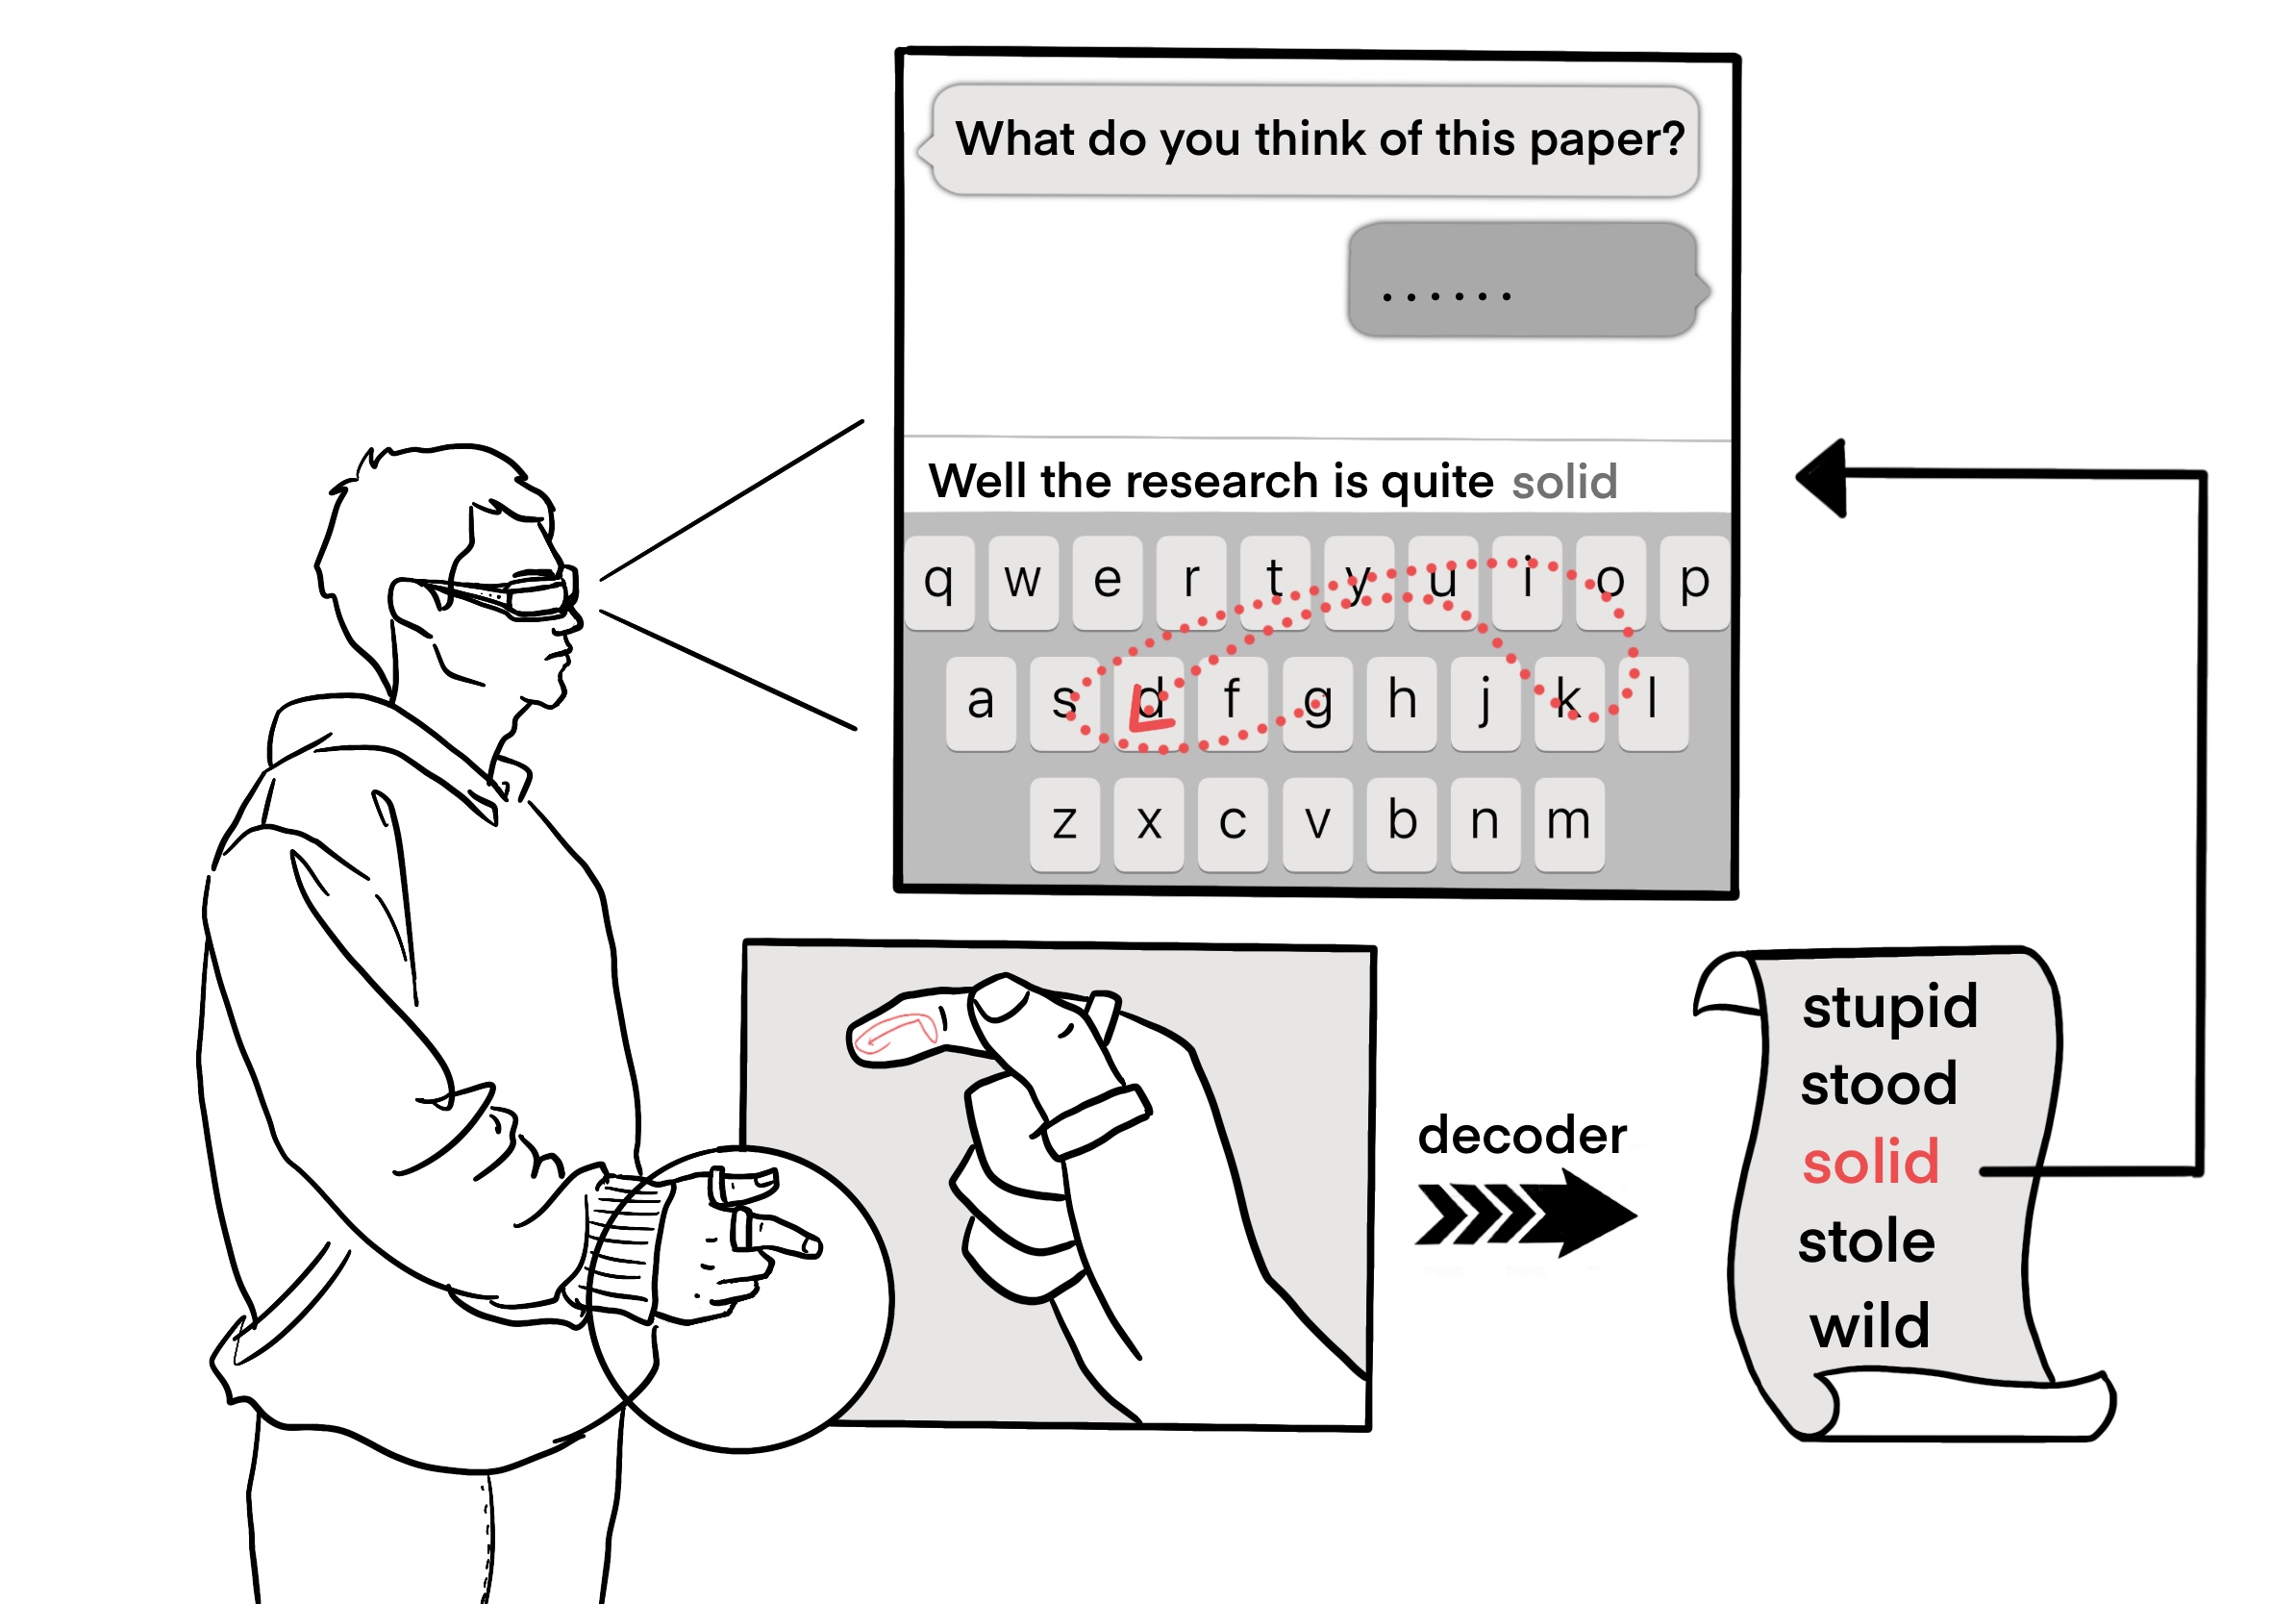 What do you think of this paper?
......
Well the research is quite solid
q w e r t y u i o p
a s d f g h j k l
z x c v b n m
decoder
stupid
stood
solid
stole
wild